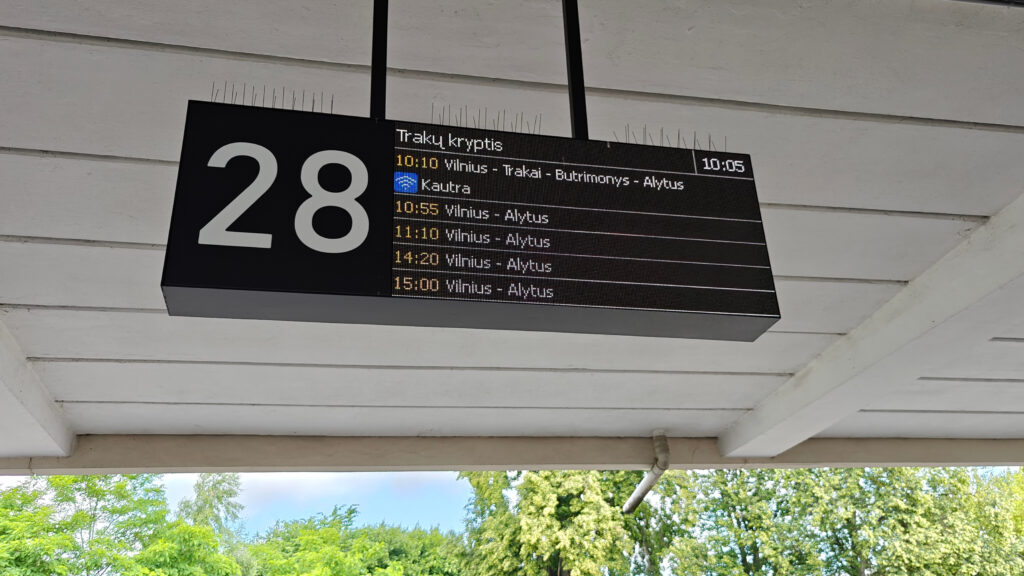 28
Trakų kryptis 10:05
10:10 Vilnius - Trakai - Butrimonys - Alytus
Kautra
10:55 Vilnius - Alytus
11:10 Vilnius - Alytus
14:20 Vilnius - Alytus
15:00 Vilnius - Alytus